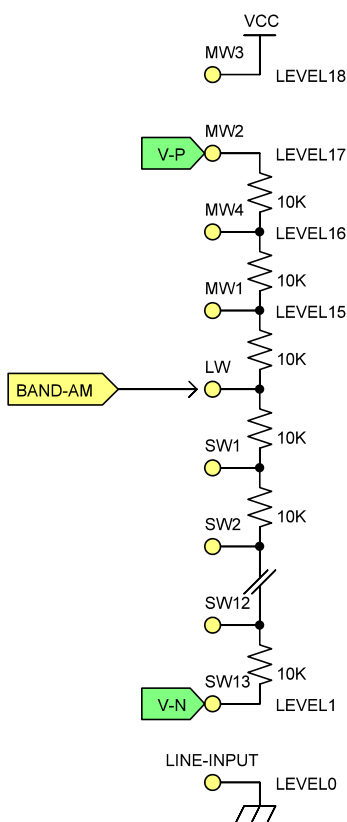 VCC
MW3
LEVEL18
V-P
MW2
LEVEL17
10K
MW4
LEVEL16
10K
MW1
LEVEL15
10K
BAND-AM
LW
10K
SW1
10K
SW2
SW12
10K
V-N
SW13
LEVEL1
LINE-INPUT
LEVEL0